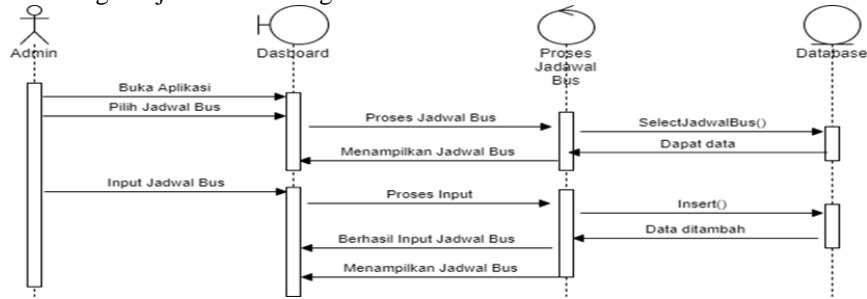 Admin
Dasboard
Proses
Jadawal
Bus
Database
Buka Aplikasi
Pilih Jadwal Bus
Proses Jadwal Bus
SelectJadwalBus()
Dapat data
Menampilkan Jadwal Bus
Input Jadwal Bus
Proses Input
Insert()
Data ditambah
Berhasil Input Jadwal Bus
Menampilkan Jadwal Bus